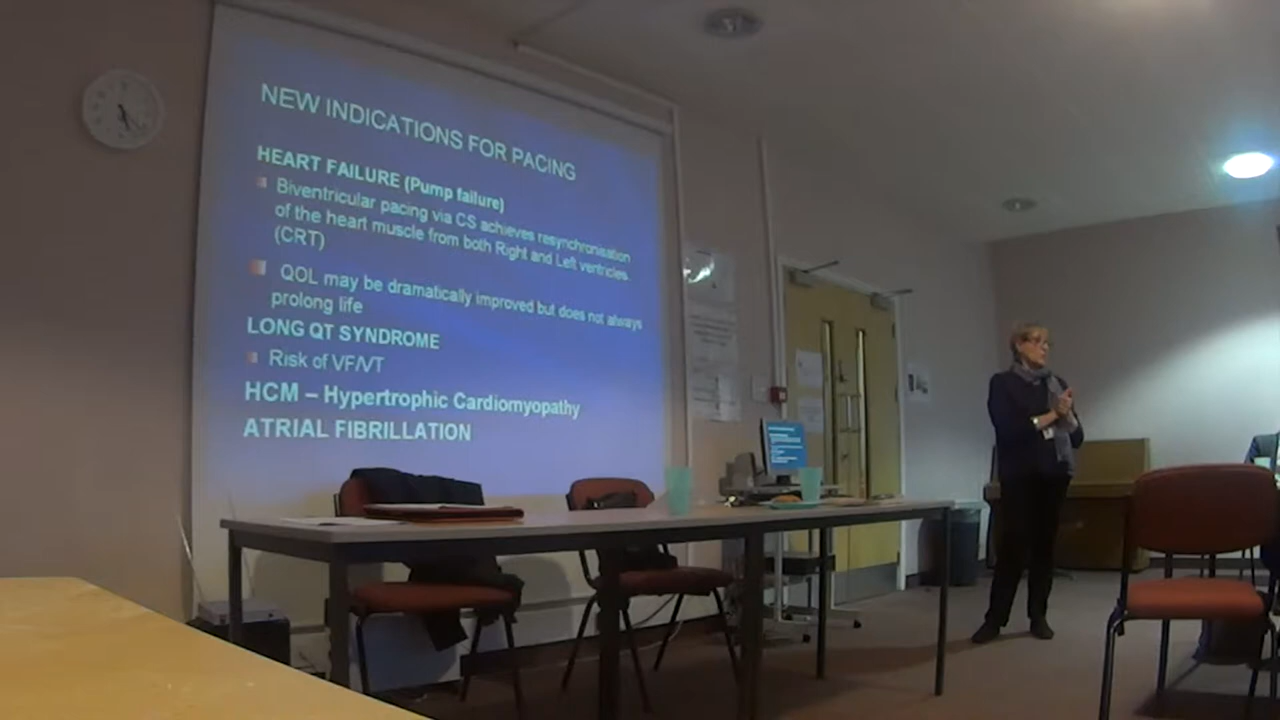 NEW INDICATIONS FOR PACING
HEART FAILURE (Pump failure)
Biventricular pacing via CS achieves resynchronisation
of the heart muscle from both Right and Left ventricles.
(CRT)
QOL may be dramatically improved but does not always
prolong life
LONG QT SYNDROME
Risk of VF/VT
HCM – Hypertrophic Cardiomyopathy
ATRIAL FIBRILLATION